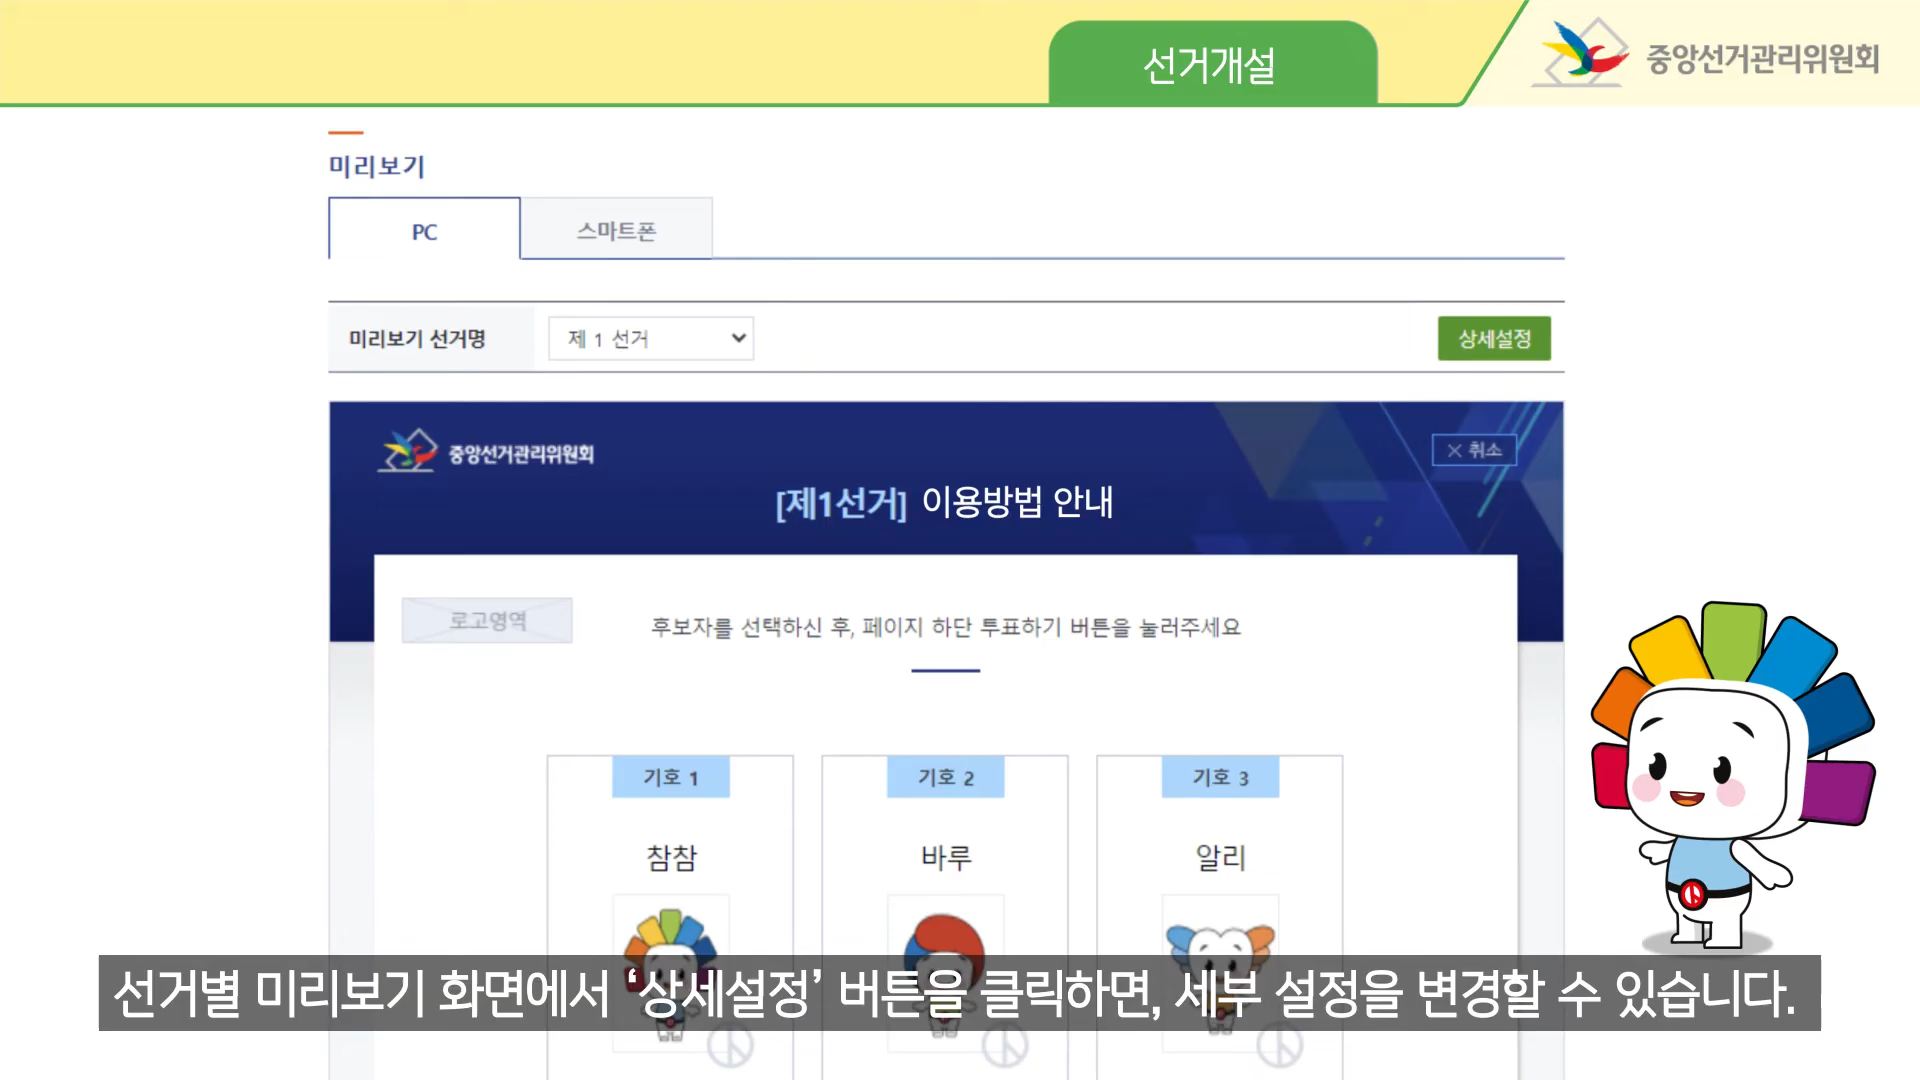 선거개설
중앙선거관리위원회
미리보기
PC
스마트폰
미리보기 선거명
제 1 선거
상세설정
중앙선거관리위원회
× 취소
[제1선거] 이용방법 안내
로고영역
후보자를 선택하신 후, 페이지 하단 투표하기 버튼을 눌러주세요
기호 1
기호 2
기호 3
참참
바루
알리
선거별 미리보기 화면에서 ‘상세설정’ 버튼을 클릭하면, 세부 설정을 변경할 수 있습니다.